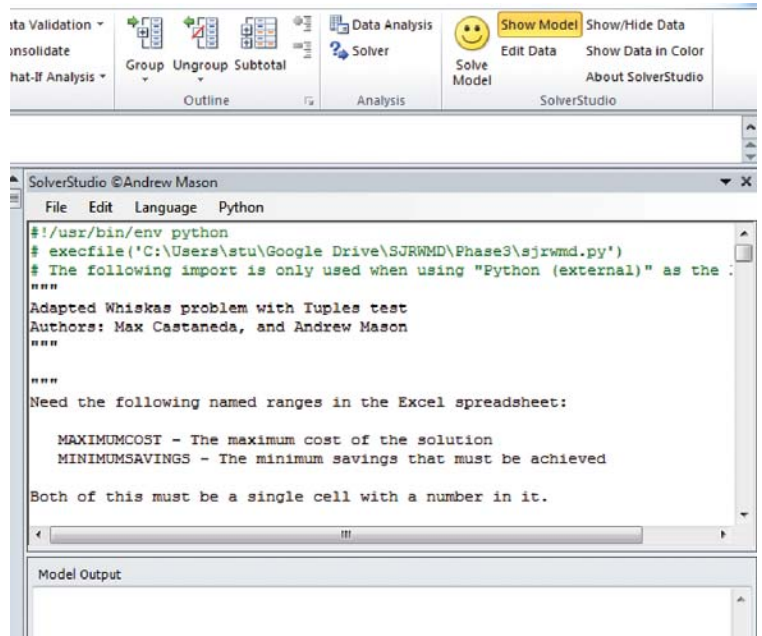 ata Validation
onsolidate
hat-If Analysis
Group Ungroup Subtotal
Outline
Data Analysis
Solver
Analysis
Solve Model
Show Model Show/Hide Data
Edit Data Show Data in Color
About SolverStudio
SolverStudio
SolverStudio ©Andrew Mason
File Edit Language Python
#!/usr/bin/env python
# execfile('C:\Users\stu\Google Drive\SJRWMD\Phase3\sjrwmd.py')
# The following import is only used when using "Python (external)" as the
"""
Adapted Whiskas problem with Tuples test
Authors: Max Castaneda, and Andrew Mason
"""
"""
Need the following named ranges in the Excel spreadsheet:
MAXIMUMCOST - The maximum cost of the solution
MINIMUMSAVINGS - The minimum savings that must be achieved
Both of this must be a single cell with a number in it.
Model Output